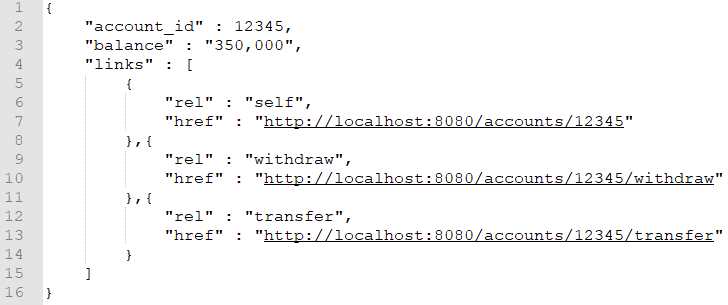 1 {
2     "account_id" : 12345,
3     "balance" : "350,000",
4     "links" : [
5         {
6             "rel" : "self",
7             "href" : "http://localhost:8080/accounts/12345"
8         },{
9             "rel" : "withdraw",
10             "href" : "http://localhost:8080/accounts/12345/withdraw"
11         },{
12             "rel" : "transfer",
13             "href" : "http://localhost:8080/accounts/12345/transfer"
14         }
15     ]
16 }